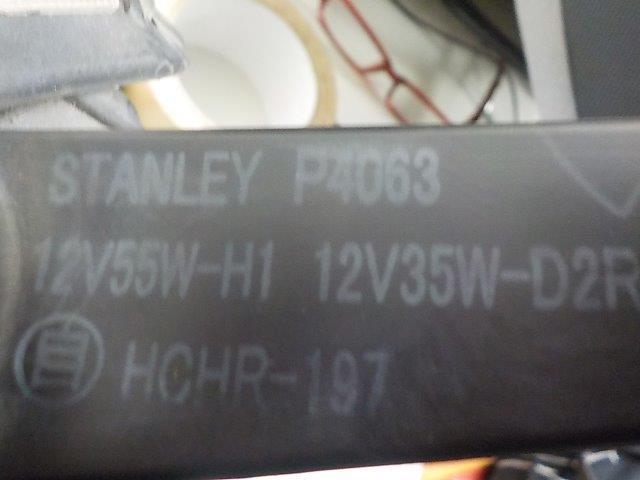 STANLEY P4063
12V55W-H1 12V35W-D2R
自 HCHR-197